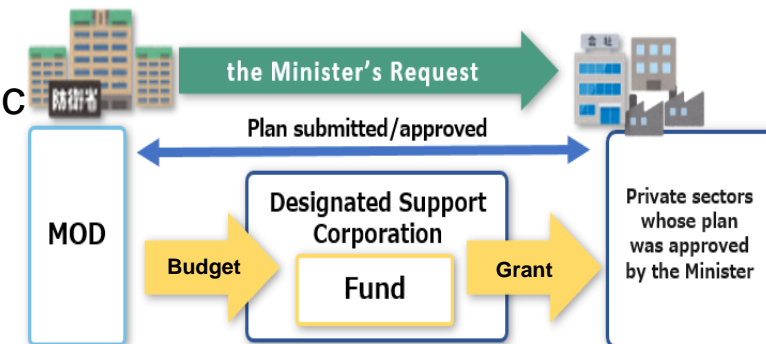 会社
the Minister's Request
C
防衛省
Plan submitted/approved
MOD
Budget
Designated Support
Corporation
Fund
Grant
Private sectors
whose plan
was approved
by the Minister